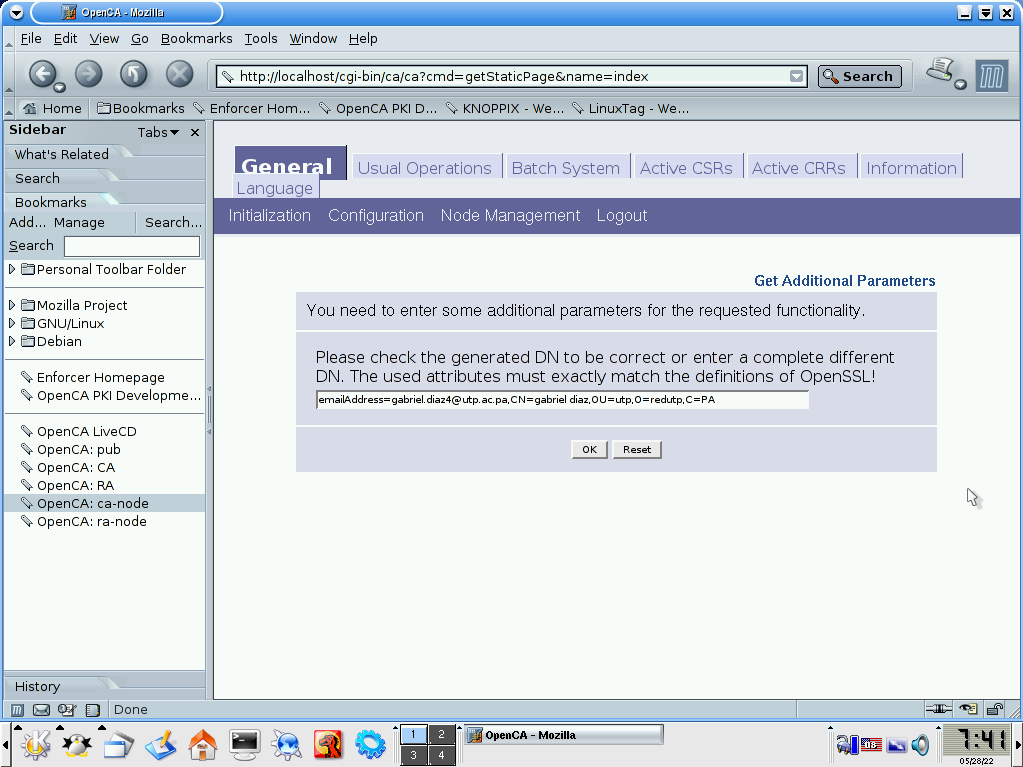 OpenCA - Mozilla
File Edit View Go Bookmarks Tools Window Help
http://localhost/cgi-bin/ca/ca?cmd=getStaticPage&name=index Search
Home Bookmarks Enforcer Hom... OpenCA PKI D... KNOPPIX - We... LinuxTag - We...
Sidebar Tabs
What's Related
Search
Bookmarks
Add... Manage Search...
Search
Personal Toolbar Folder
Mozilla Project
GNU/Linux
Debian
Enforcer Homepage
OpenCA PKI Developme...
OpenCA LiveCD
OpenCA: pub
OpenCA: CA
OpenCA: RA
OpenCA: ca-node
OpenCA: ra-node
History
General Usual Operations Batch System Active CSRs Active CRRs Information
Language
Initialization Configuration Node Management Logout
Get Additional Parameters
You need to enter some additional parameters for the requested functionality.
Please check the generated DN to be correct or enter a complete different
DN. The used attributes must exactly match the definitions of OpenSSL!
emailAddress=gabriel.diaz4@utp.ac.pa,CN=gabriel diaz,OU=utp,O=redutp,C=PA
OK Reset
Done
1 2
3 4
OpenCA - Mozilla
7:41
05/28/22